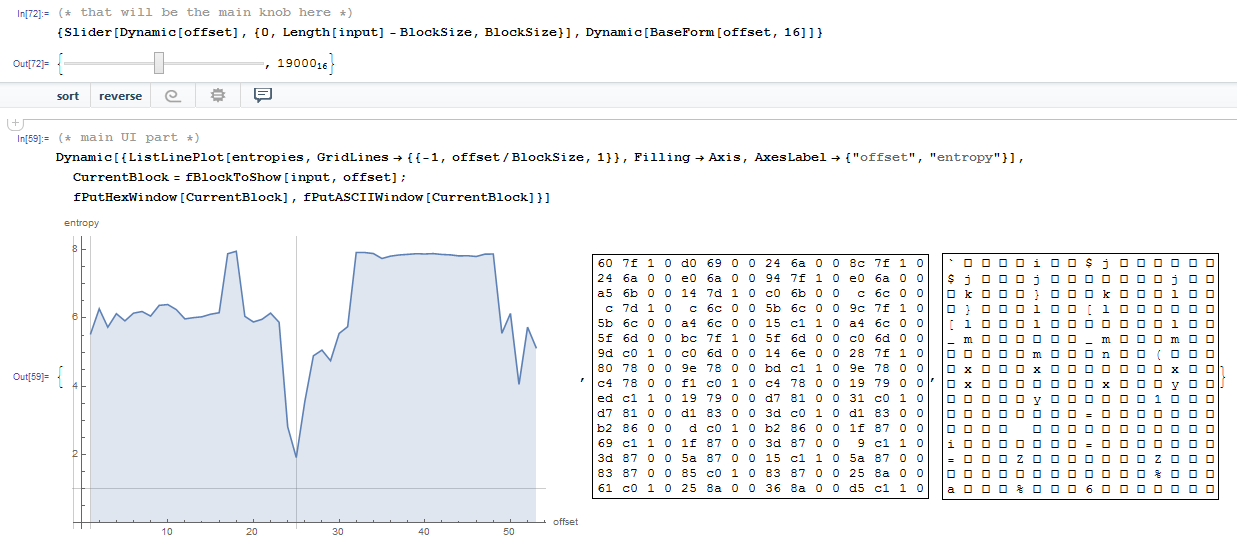 In[72]:= (* that will be the main knob here *)
{Slider[Dynamic[offset], {0, Length[input] - BlockSize, BlockSize}], Dynamic[BaseForm[offset, 16]]}
Out[72]= { , 19000₁₆}
sort reverse
In[59]:= (* main UI part *)
Dynamic[{ListLinePlot[entropies, GridLines → {{-1, offset / BlockSize, 1}}, Filling → Axis, AxesLabel → {"offset", "entropy"}],
CurrentBlock = fBlockToShow[input, offset];
fPutHexWindow[CurrentBlock], fPutASCIIWindow[CurrentBlock]}]
entropy
8
6
4
2
10 20 30 40 50 offset
Out[59]= { , , }
60 7f 1 0 d0 69 0 0 24 6a 0 0 8c 7f 1 0
24 6a 0 0 e0 6a 0 0 94 7f 1 0 e0 6a 0 0
a5 6b 0 0 14 7d 1 0 c0 6b 0 0 c 6c 0 0
c 7d 1 0 c 6c 0 0 5b 6c 0 0 9c 7f 1 0
5b 6c 0 0 a4 6c 0 0 15 c1 1 0 a4 6c 0 0
5f 6d 0 0 bc 7f 1 0 5f 6d 0 0 c0 6d 0 0
9d c0 1 0 c0 6d 0 0 14 6e 0 0 28 7f 1 0
80 78 0 0 9e 78 0 0 bd c1 1 0 9e 78 0 0
c4 78 0 0 f1 c0 1 0 c4 78 0 0 19 79 0 0
ed c1 1 0 19 79 0 0 d7 81 0 0 31 c0 1 0
d7 81 0 0 d1 83 0 0 3d c0 1 0 d1 83 0 0
b2 86 0 0 d c0 1 0 b2 86 0 0 1f 87 0 0
69 c1 1 0 1f 87 0 0 3d 87 0 0 9 c1 1 0
3d 87 0 0 5a 87 0 0 15 c1 1 0 5a 87 0 0
83 87 0 0 85 c0 1 0 83 87 0 0 25 8a 0 0
61 c0 1 0 25 8a 0 0 36 8a 0 0 d5 c1 1 0
` i $ j
$ j j j
k } k l
} l [ l
[ l l l
_ m _ m m
m n (
x x x
x x y
y 1
=
i =
= Z Z
%
a % 6